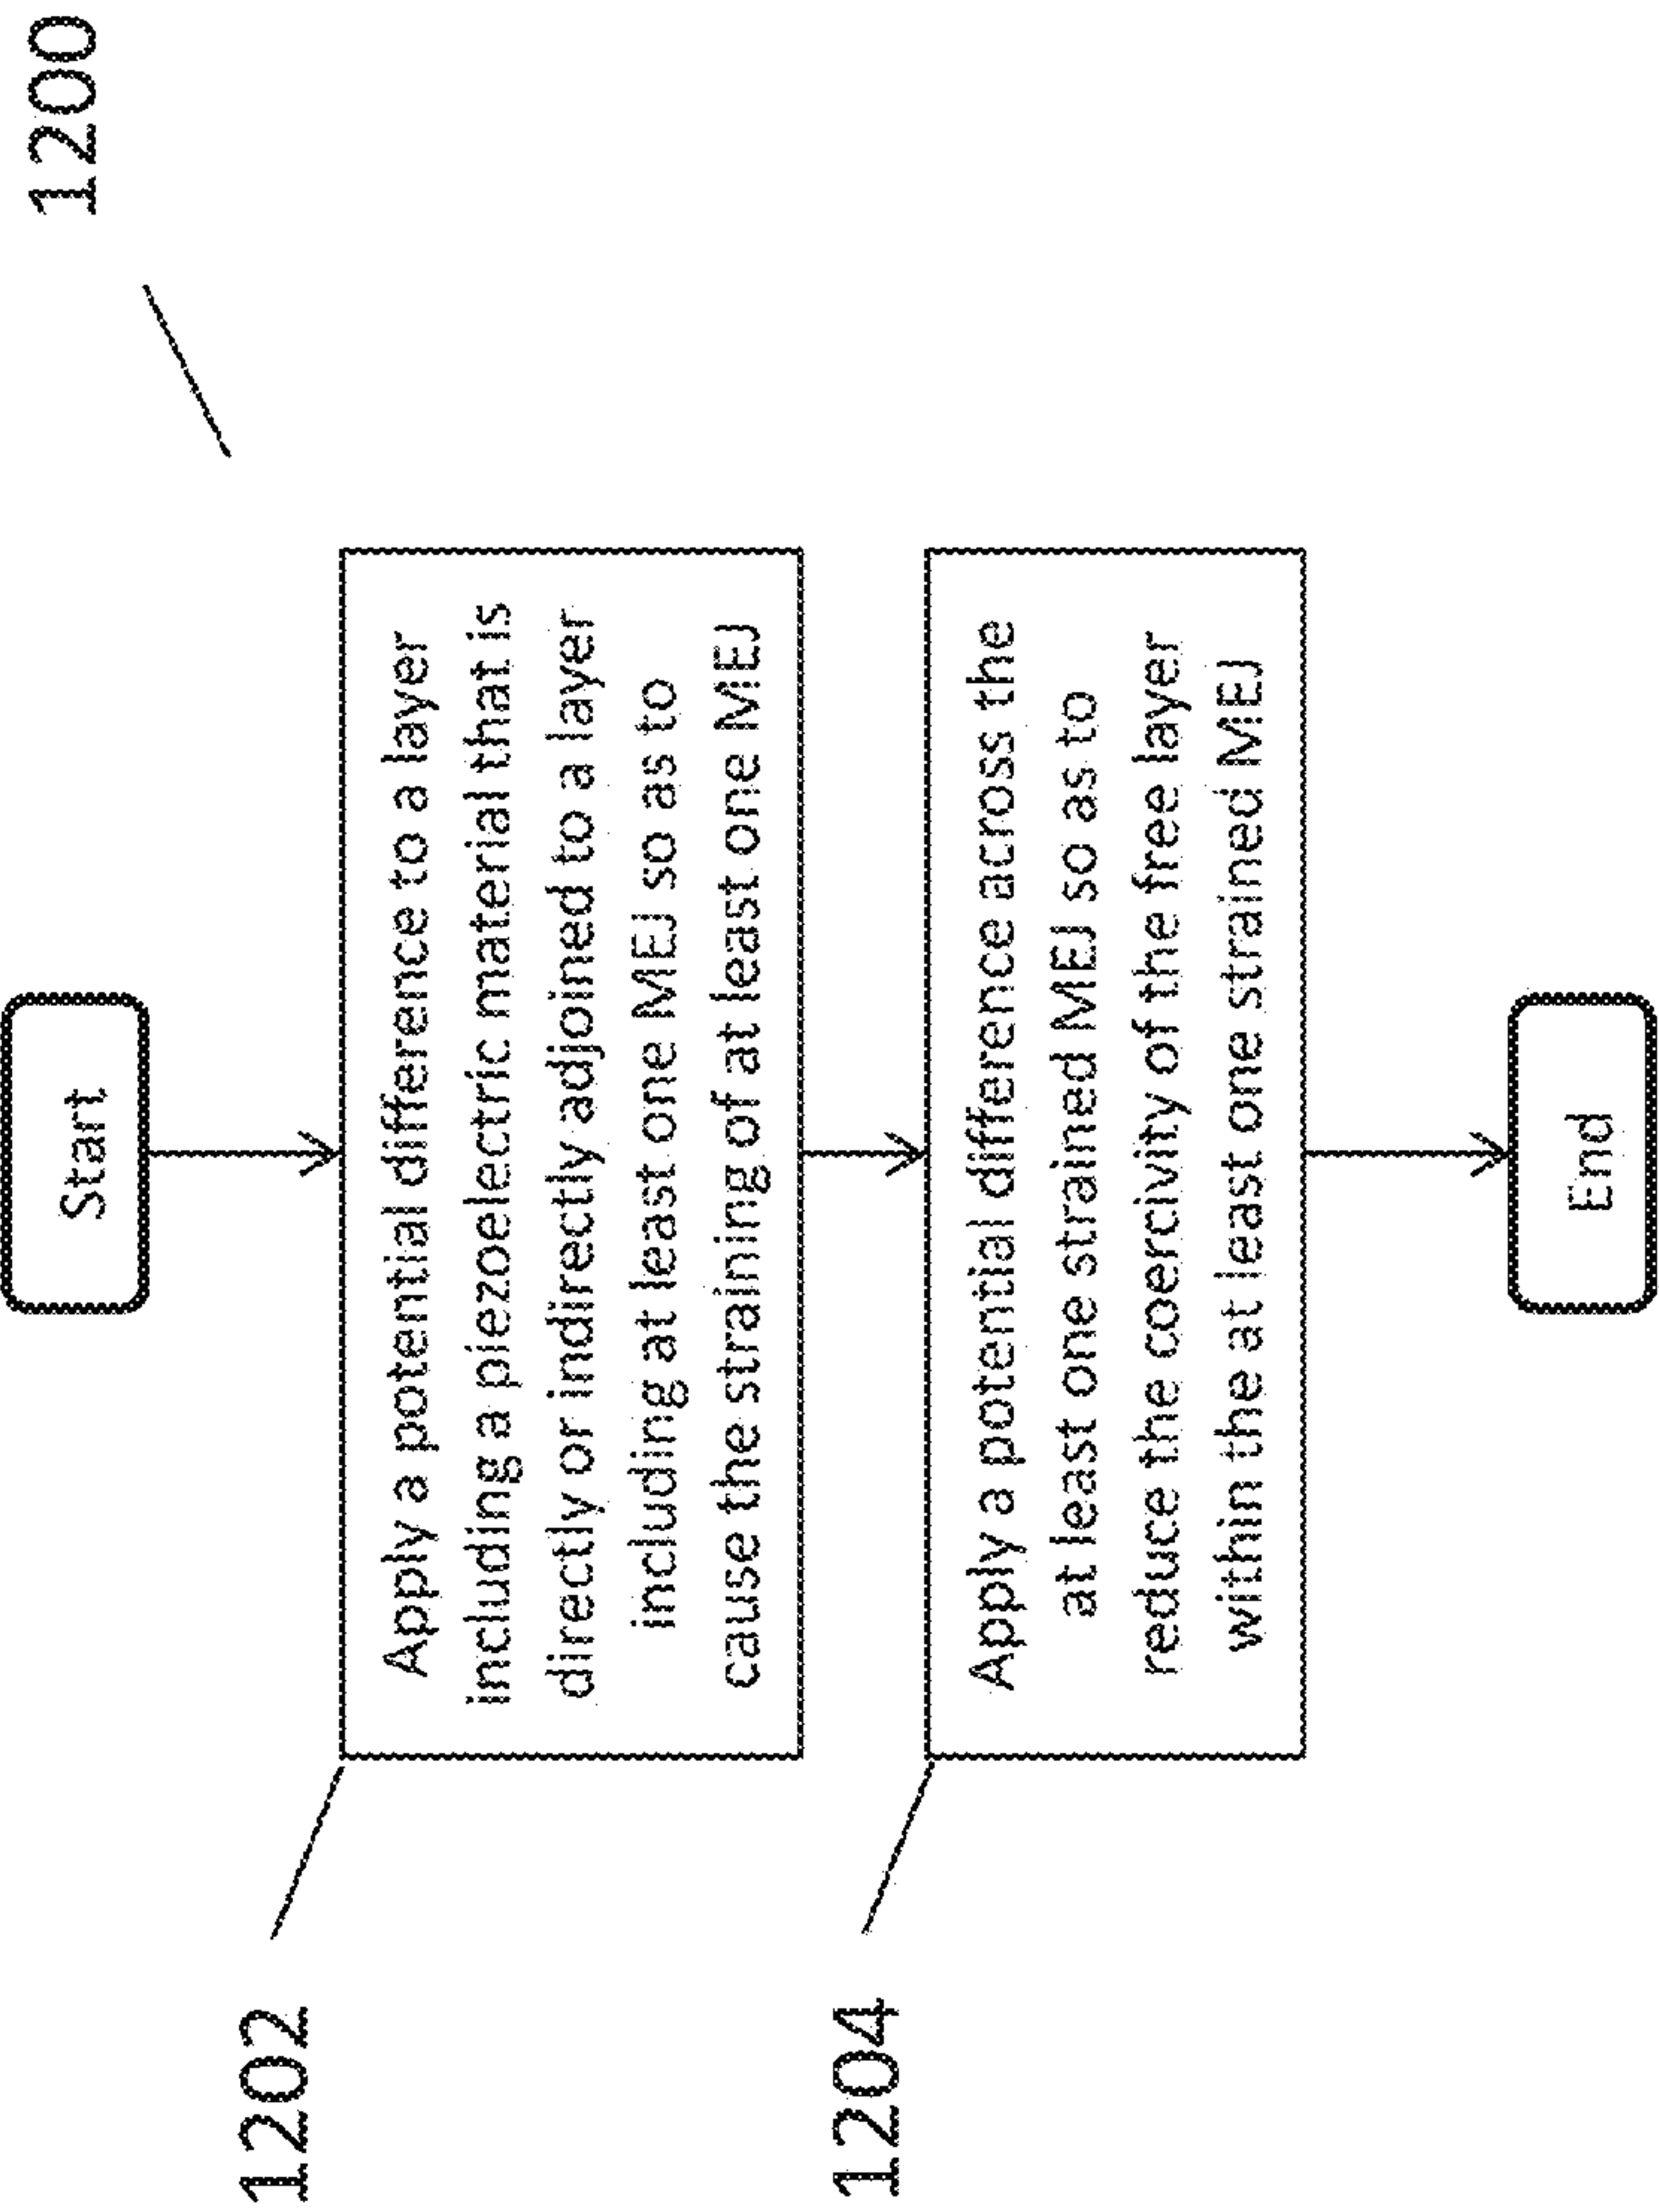 1200
Start
1202
Apply a potential difference to a layer
including a piezoelectric material that is
directly or indirectly adjoined to a layer
including at least one MEJ so as to
cause the straining of at least one MEJ
1204
Apply a potential difference across the
at least one strained MEJ so as to
reduce the coercivity of the free layer
within the at least one strained MEJ
End